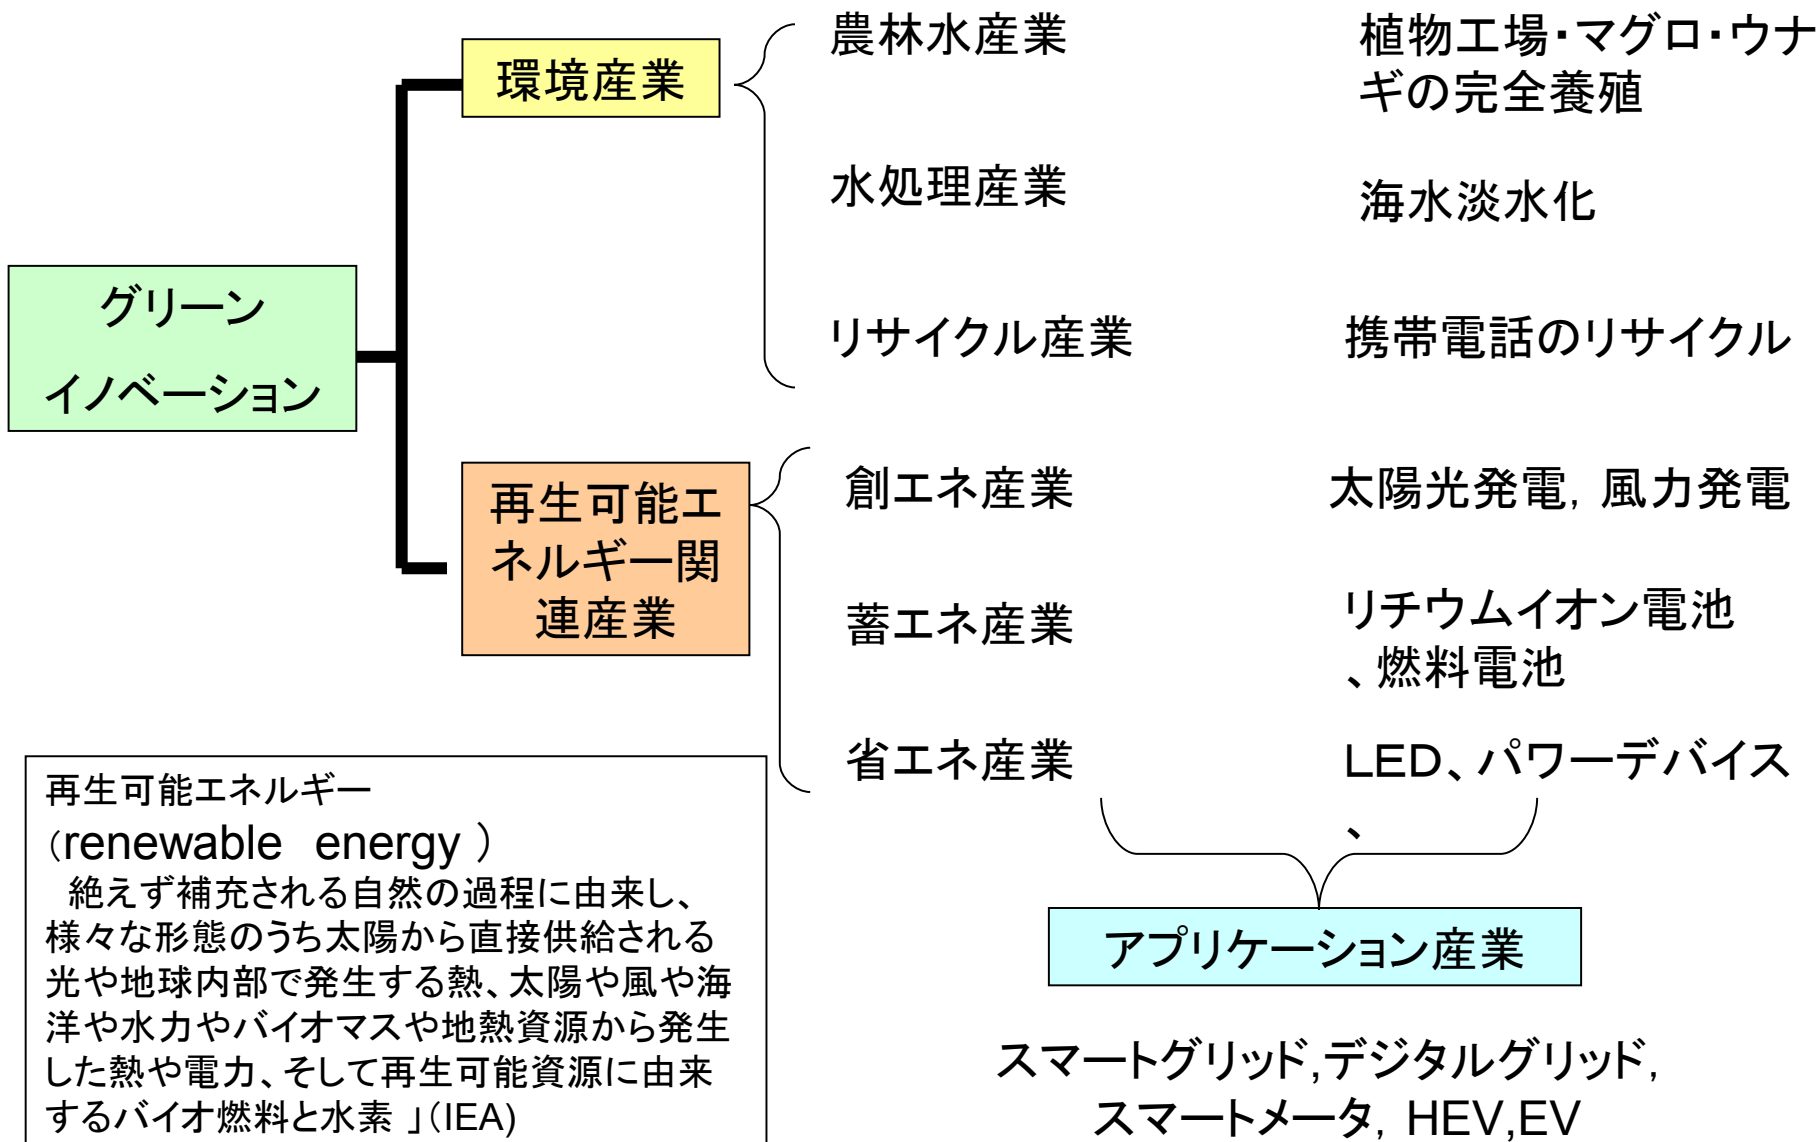 グリーン
イノベーション
環境産業
農林水産業
植物工場・マグロ・ウナ
ギの完全養殖
水処理産業
海水淡水化
リサイクル産業
携帯電話のリサイクル
再生可能エ
ネルギー関
連産業
創エネ産業
太陽光発電, 風力発電
蓄エネ産業
リチウムイオン電池
、燃料電池
省エネ産業
LED、パワーデバイス
、
アプリケーション産業
スマートグリッド,デジタルグリッド,
スマートメータ, HEV,EV
再生可能エネルギー
（renewable energy ）
絶えず補充される自然の過程に由来し、
様々な形態のうち太陽から直接供給される
光や地球内部で発生する熱、太陽や風や海
洋や水力やバイオマスや地熱資源から発生
した熱や電力、そして再生可能資源に由来
するバイオ燃料と水素 」（IEA)